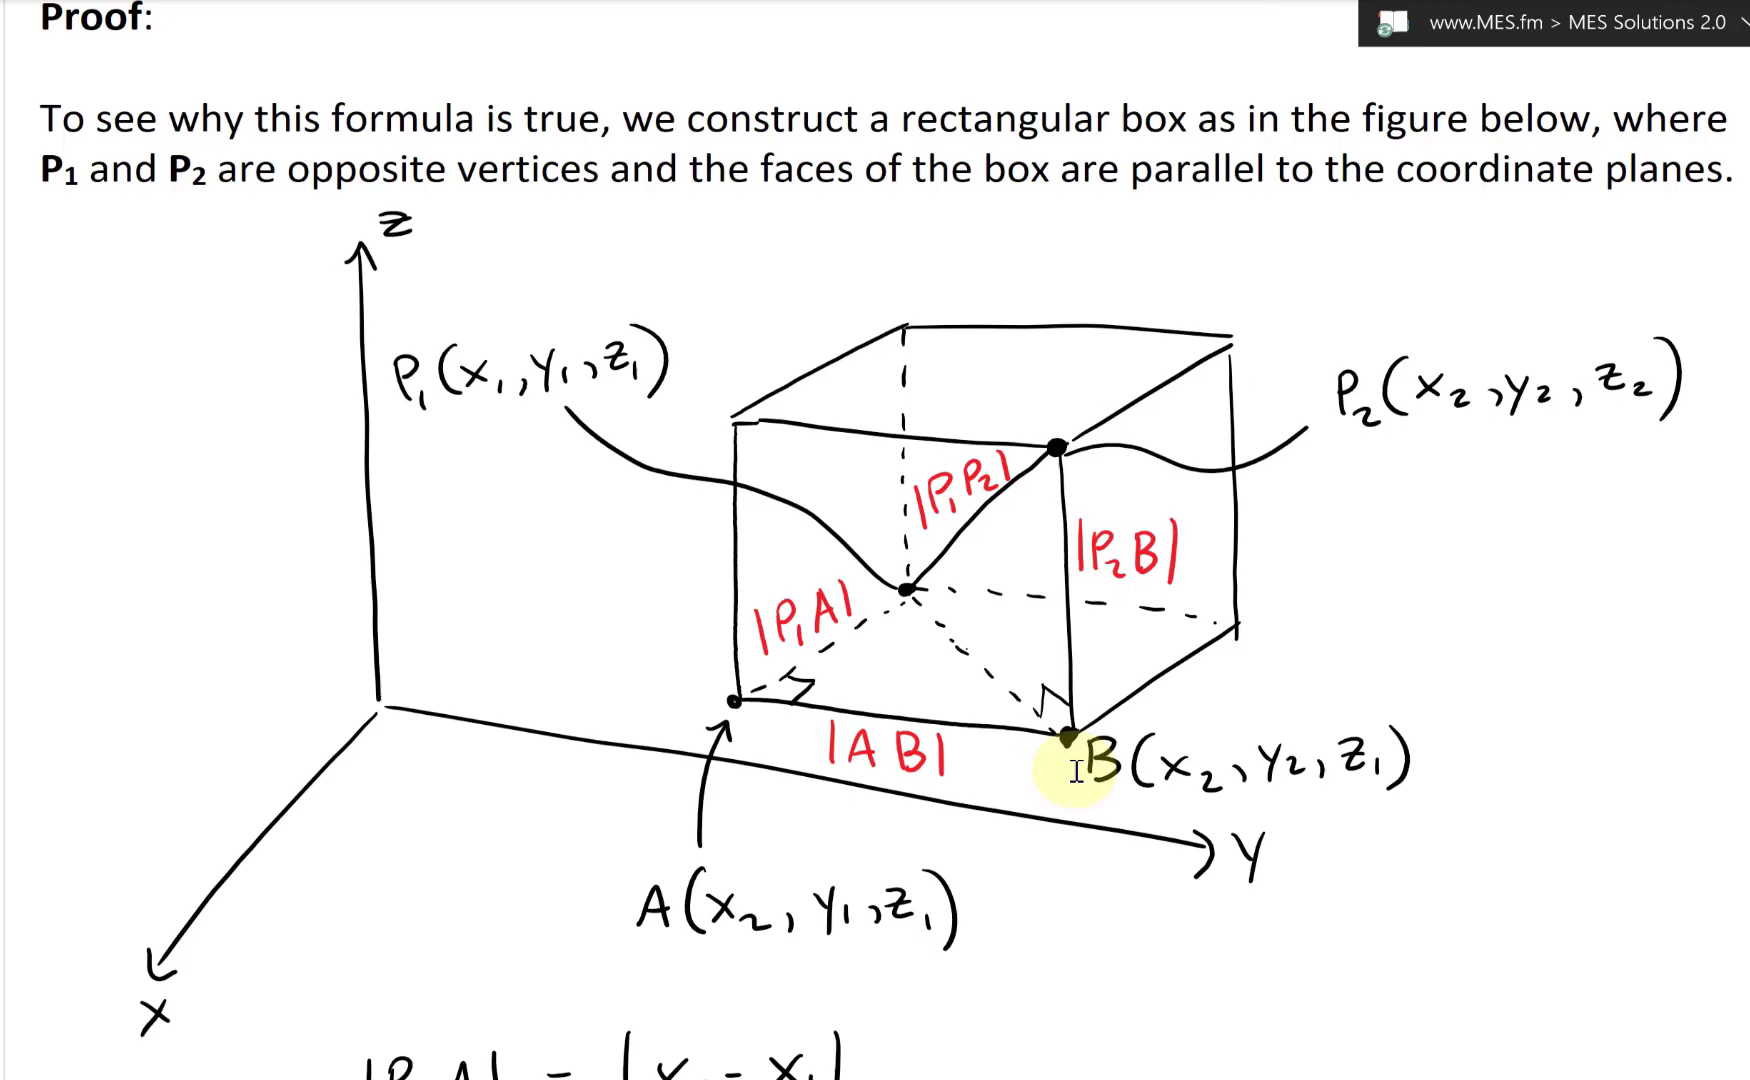 Proof:
www.MES.fm > MES Solutions 2.0
To see why this formula is true, we construct a rectangular box as in the figure below, where
P₁ and P₂ are opposite vertices and the faces of the box are parallel to the coordinate planes.
Z
P₁(x₁,y₁,z₁)
P₂(x₂,y₂,z₂)
|P₁P₂|
|P₂B|
|P₁A|
|AB|
B(x₂,y₂,z₁)
Y
A(x₂,y₁,z₁)
X